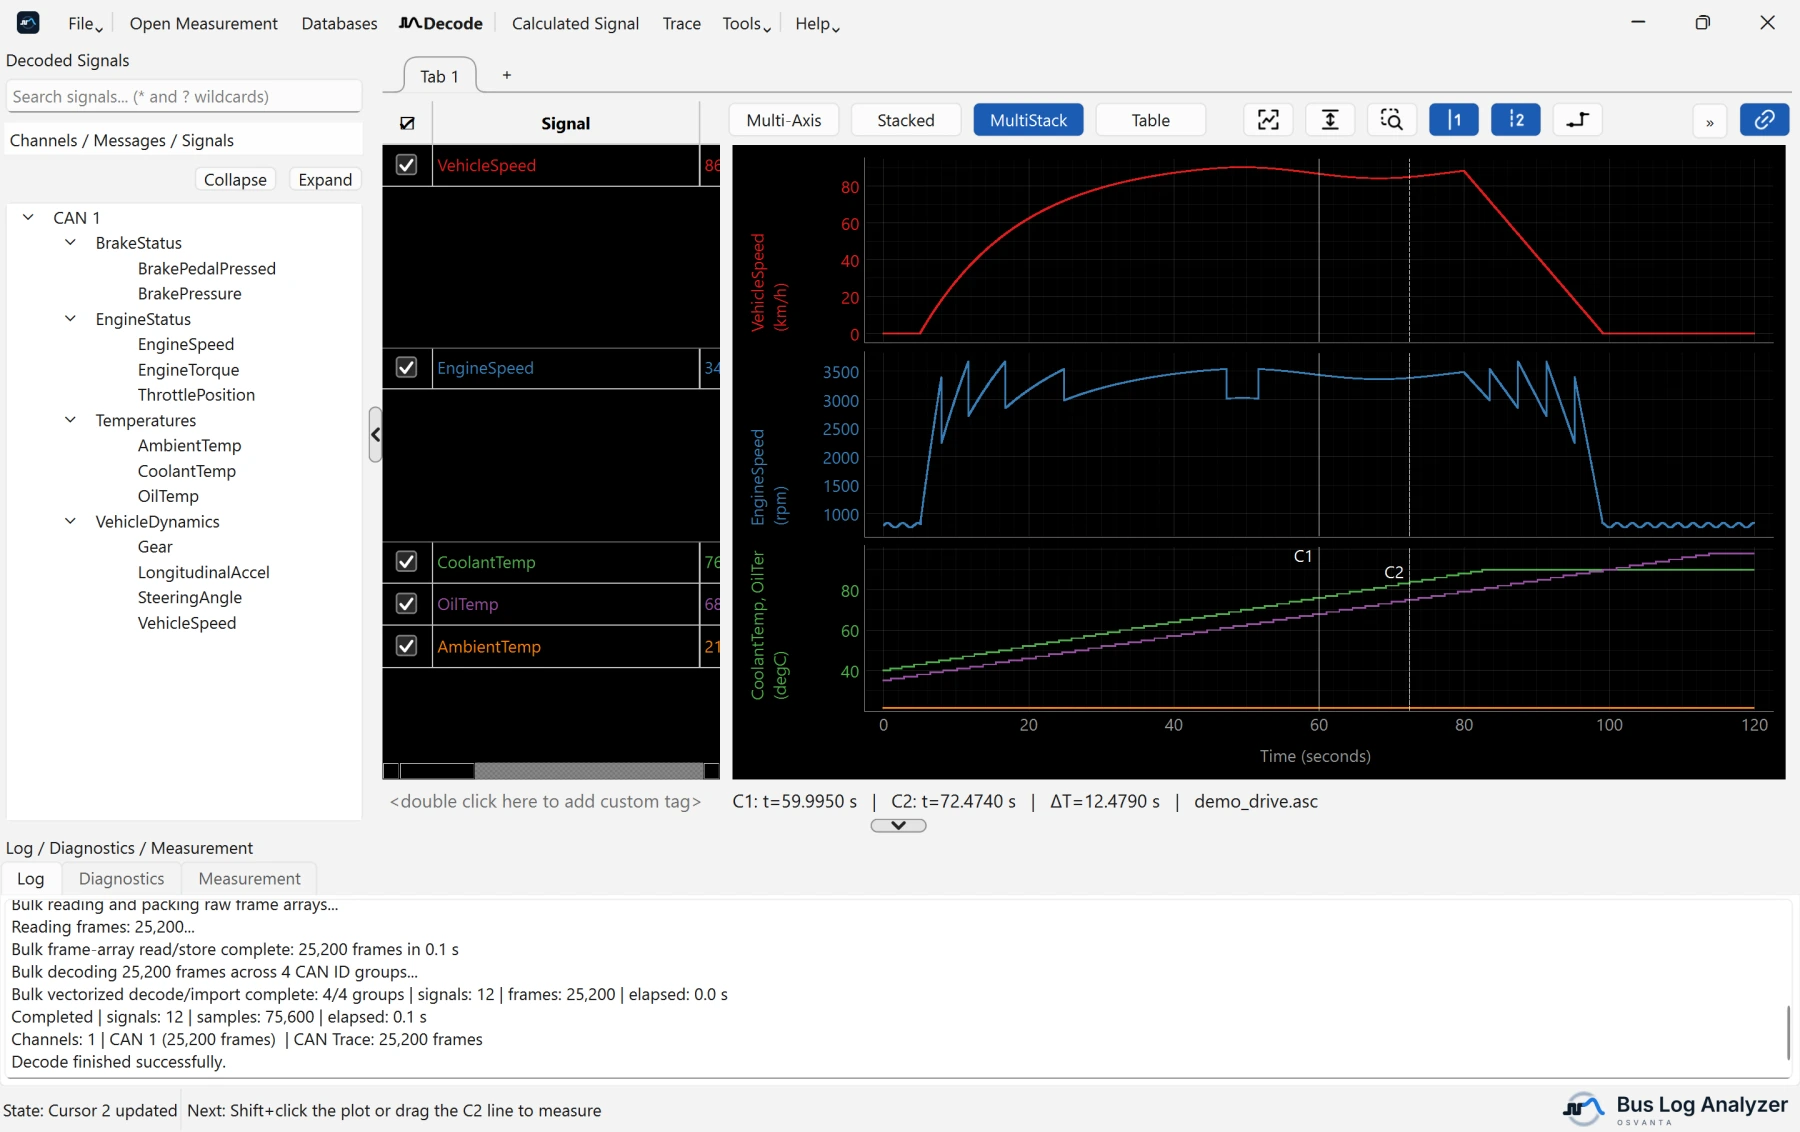 File Open Measurement Databases Decode Calculated Signal Trace Tools Help
Decoded Signals
Search signals... (* and ? wildcards)
Channels / Messages / Signals
Collapse Expand
CAN 1
BrakeStatus
BrakePedalPressed
BrakePressure
EngineStatus
EngineSpeed
EngineTorque
ThrottlePosition
Temperatures
AmbientTemp
CoolantTemp
OilTemp
VehicleDynamics
Gear
LongitudinalAccel
SteeringAngle
VehicleSpeed
Tab 1 +
Signal
VehicleSpeed 86
EngineSpeed 34
CoolantTemp 76
OilTemp 68
AmbientTemp 21
<double click here to add custom tag>
Multi-Axis Stacked MultiStack Table 1 2 »
VehicleSpeed
(km/h)
80
60
40
20
0
EngineSpeed
(rpm)
3500
3000
2500
2000
1500
1000
CoolantTemp, OilTer
(degC)
80
60
40
C1
C2
0 20 40 60 80 100 120
Time (seconds)
C1: t=59.9950 s | C2: t=72.4740 s | ΔT=12.4790 s | demo_drive.asc
Log / Diagnostics / Measurement
Log Diagnostics Measurement
Bulk reading and packing raw frame arrays...
Reading frames: 25,200...
Bulk frame-array read/store complete: 25,200 frames in 0.1 s
Bulk decoding 25,200 frames across 4 CAN ID groups...
Bulk vectorized decode/import complete: 4/4 groups | signals: 12 | frames: 25,200 | elapsed: 0.0 s
Completed | signals: 12 | samples: 75,600 | elapsed: 0.1 s
Channels: 1 | CAN 1 (25,200 frames) | CAN Trace: 25,200 frames
Decode finished successfully.
State: Cursor 2 updated Next: Shift+click the plot or drag the C2 line to measure
Bus Log Analyzer
OSVANTA